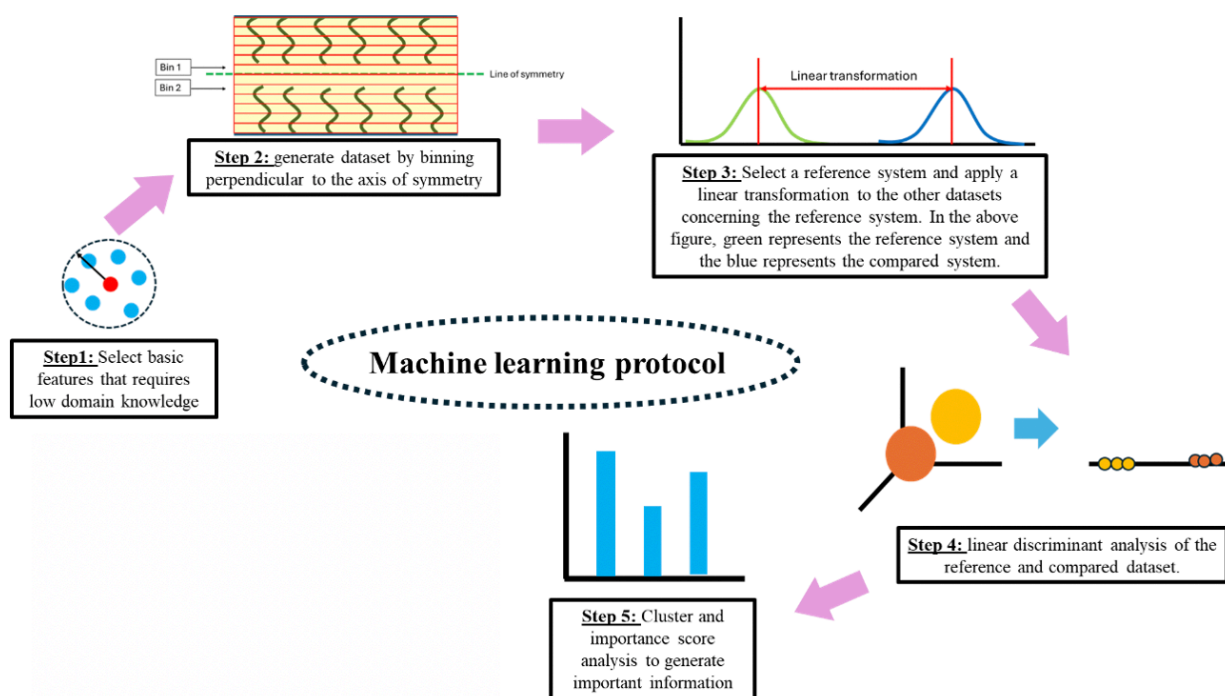 Bin 1
Bin 2
Line of symmetry
Step 2: generate dataset by binning
perpendicular to the axis of symmetry
Linear transformation
Step 3: Select a reference system and apply a
linear transformation to the other datasets
concerning the reference system. In the above
figure, green represents the reference system and
the blue represents the compared system.
Step1: Select basic
features that requires
low domain knowledge
Machine learning protocol
Step 4: linear discriminant analysis of the
reference and compared dataset.
Step 5: Cluster and
importance score
analysis to generate
important information